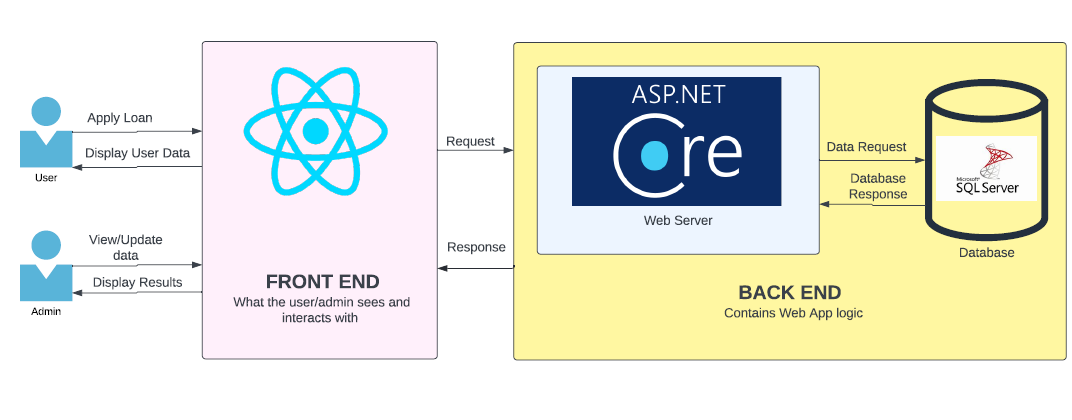 Apply Loan
Display User Data
User
View/Update
data
Display Results
Admin
FRONT END
What the user/admin sees and
interacts with
Request
Response
ASP.NET
Core
Web Server
Data Request
Database
Response
Microsoft
SQL Server
Database
BACK END
Contains Web App logic